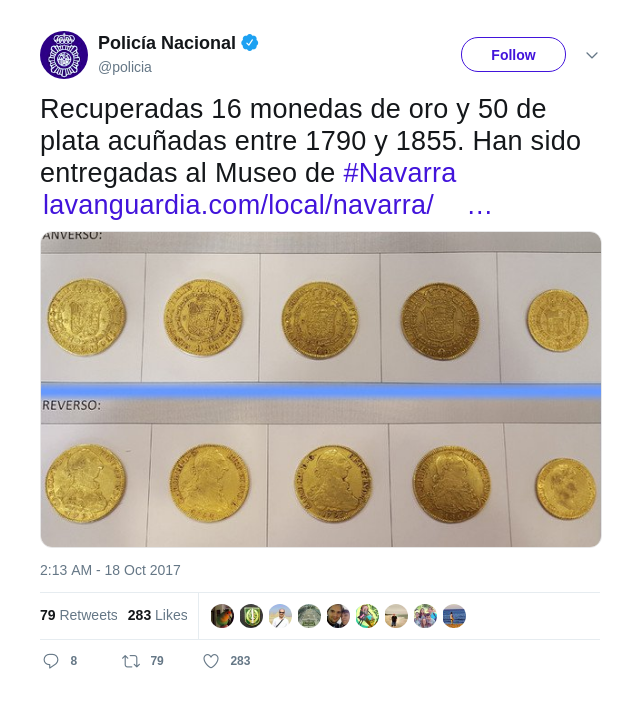 Policía Nacional
@policia
Follow
Recuperadas 16 monedas de oro y 50 de
plata acuñadas entre 1790 y 1855. Han sido
entregadas al Museo de #Navarra
lavanguardia.com/local/navarra/ …
ANVERSO:
REVERSO:
2:13 AM - 18 Oct 2017
79 Retweets 283 Likes
8 79 283